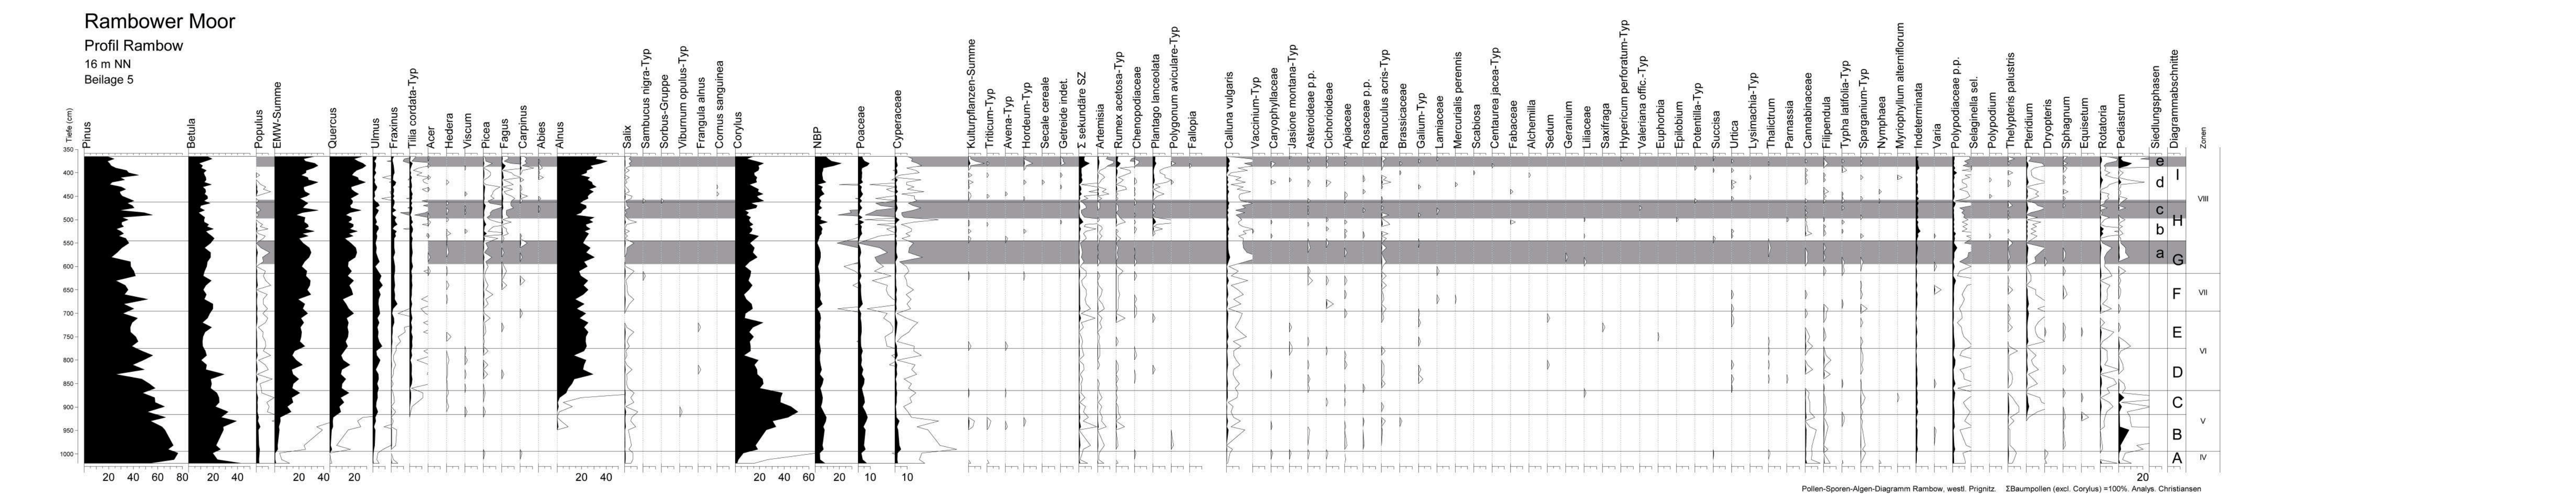 Rambower Moor
Profil Rambow
16 m NN
Beilage 5
Tiefe (cm)
Pinus
Betula
Populus
EMW-Summe
Quercus
Ulmus
Fraxinus
Tilia cordata-Typ
Acer
Hedera
Viscum
Picea
Fagus
Carpinus
Abies
Alnus
Salix
Sambucus nigra-Typ
Sorbus-Gruppe
Viburnum opulus-Typ
Frangula alnus
Cornus sanguinea
Corylus
NBP
Poaceae
Cyperaceae
Kulturpflanzen-Summe
Triticum-Typ
Avena-Typ
Hordeum-Typ
Secale cereale
Getreide indet.
Σ sekundäre SZ
Artemisia
Rumex acetosa-Typ
Chenopodiaceae
Plantago lanceolata
Polygonum aviculare-Typ
Fallopia
Calluna vulgaris
Vaccinium-Typ
Caryophyllaceae
Jasione montana-Typ
Asteroideae p.p.
Cichorioideae
Apiaceae
Rosaceae p.p.
Ranunculus acris-Typ
Brassicaceae
Galium-Typ
Lamiaceae
Mercurialis perennis
Scabiosa
Centaurea jacea-Typ
Fabaceae
Alchemilla
Sedum
Geranium
Liliaceae
Saxifraga
Hypericum perforatum-Typ
Valeriana offic.-Typ
Euphorbia
Epilobium
Potentilla-Typ
Succisa
Urtica
Lysimachia-Typ
Thalictrum
Parnassia
Cannabinaceae
Filipendula
Typha latifolia-Typ
Sparganium-Typ
Nymphaea
Myriophyllum alterniflorum
Indeterminata
Varia
Polypodiaceae p.p.
Selaginella sel.
Polypodium
Thelypteris palustris
Pteridium
Dryopteris
Sphagnum
Equisetum
Rotatoria
Pediastrum
Siedlungsphasen
Diagrammabschnitte
Zonen
350
400
450
500
550
600
650
700
750
800
850
900
950
1000
e
d
c
b
a
I
H
G
F
E
D
C
B
A
VIII
VII
VI
V
IV
20 40 60 80 20 40 20 40 20 20 40 20 40 60 20 10 10 20
Pollen-Sporen-Algen-Diagramm Rambow, westl. Prignitz. ΣBaumpollen (excl. Corylus) =100%. Analys. Christiansen